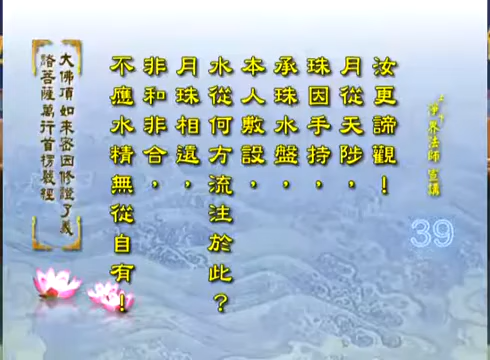 汝更諦觀！
月從天陟，
珠因手持，
承珠水盤，
本人敷設，
水從何方流注於此？
月珠相遠，
非和非合，
不應水精無從自有！
大佛頂如來密因修證了義
諸菩薩萬行首楞嚴經
淨界法師 宣講
39